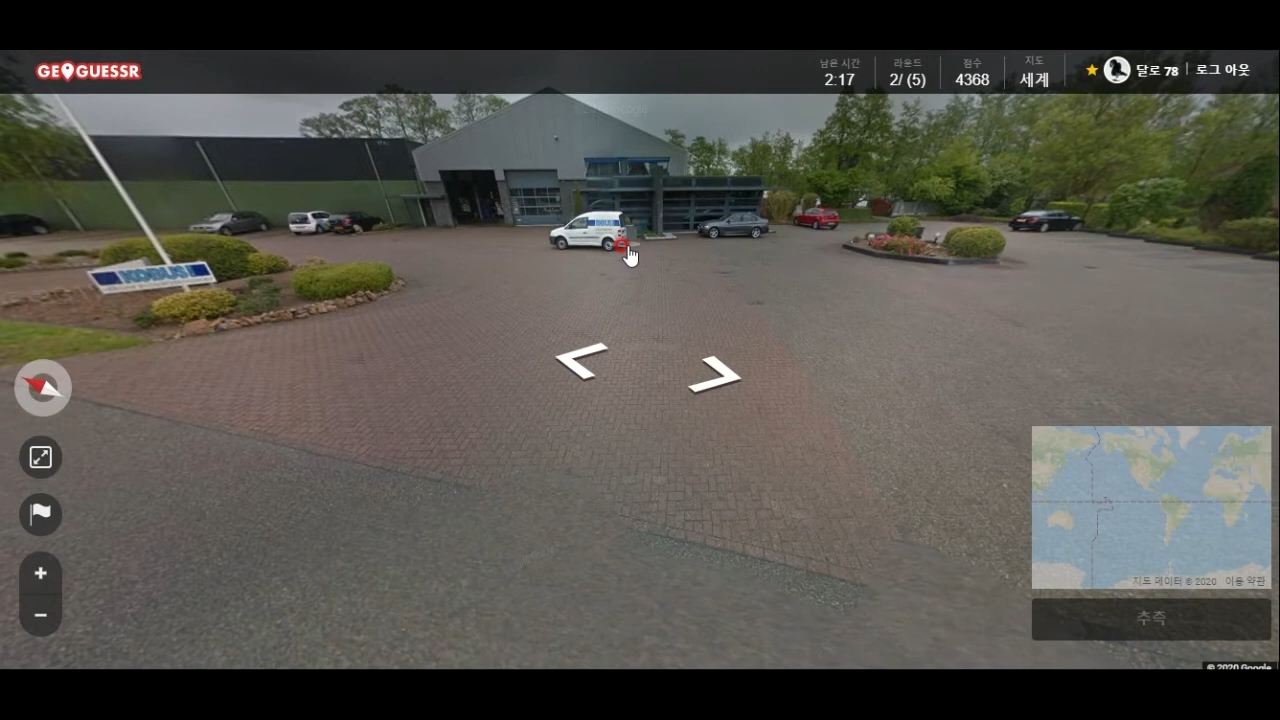 GEOGUESSR
남은 시간
2:17
라운드
2/ (5)
점수
4368
지도
세계
달로 78
로그 아웃
KOBUS
지도 데이터 © 2020 이용 약관
추측
© 2020 Google